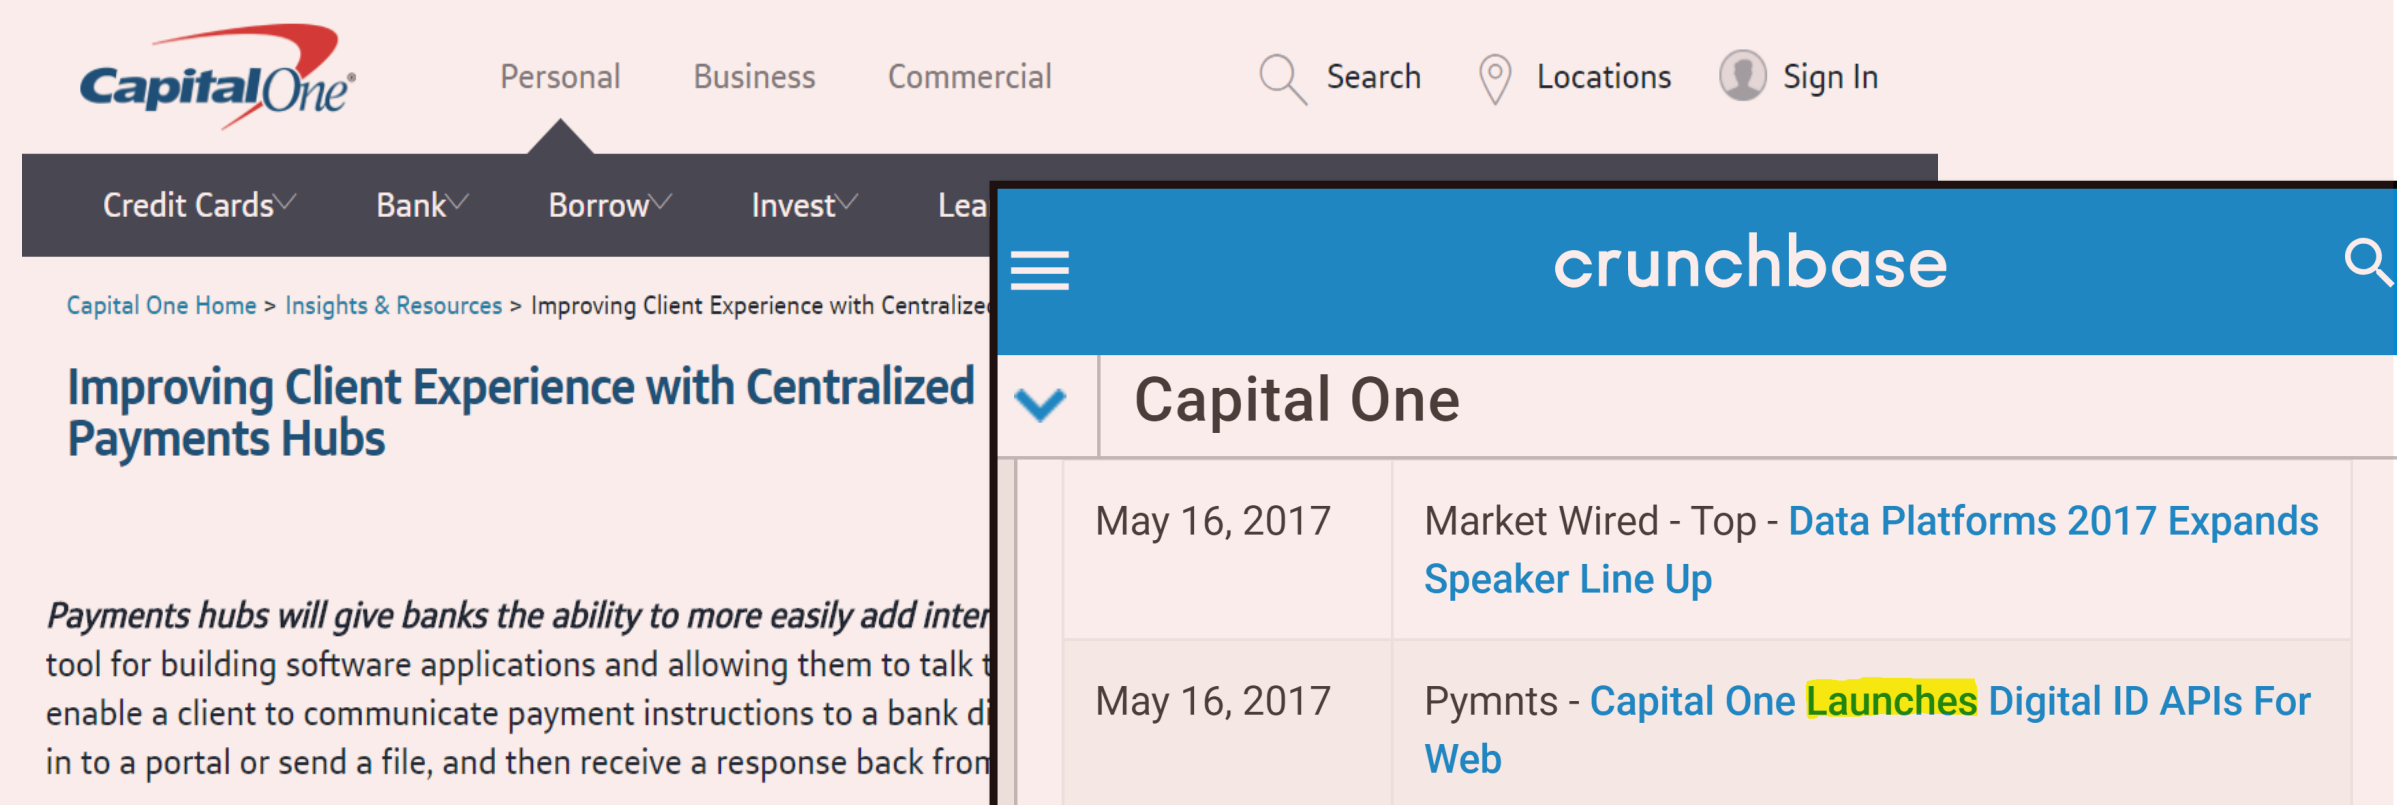 CapitalOne®
Personal Business Commercial Search Locations Sign In
Credit Cards Bank Borrow Invest
Capital One Home > Insights & Resources > Improving Client Experience with
Improving Client Experience with Centralized
Payments Hubs
Payments hubs will give banks the ability to more easily add
tool for building software applications and allowing them to talk
enable a client to communicate payment instructions to a bank
in to a portal or send a file, and then receive a response back
crunchbase
Capital One
May 16, 2017 Market Wired - Top - Data Platforms 2017 Expands
Speaker Line Up
May 16, 2017 Pymnts - Capital One Launches Digital ID APIs For
Web